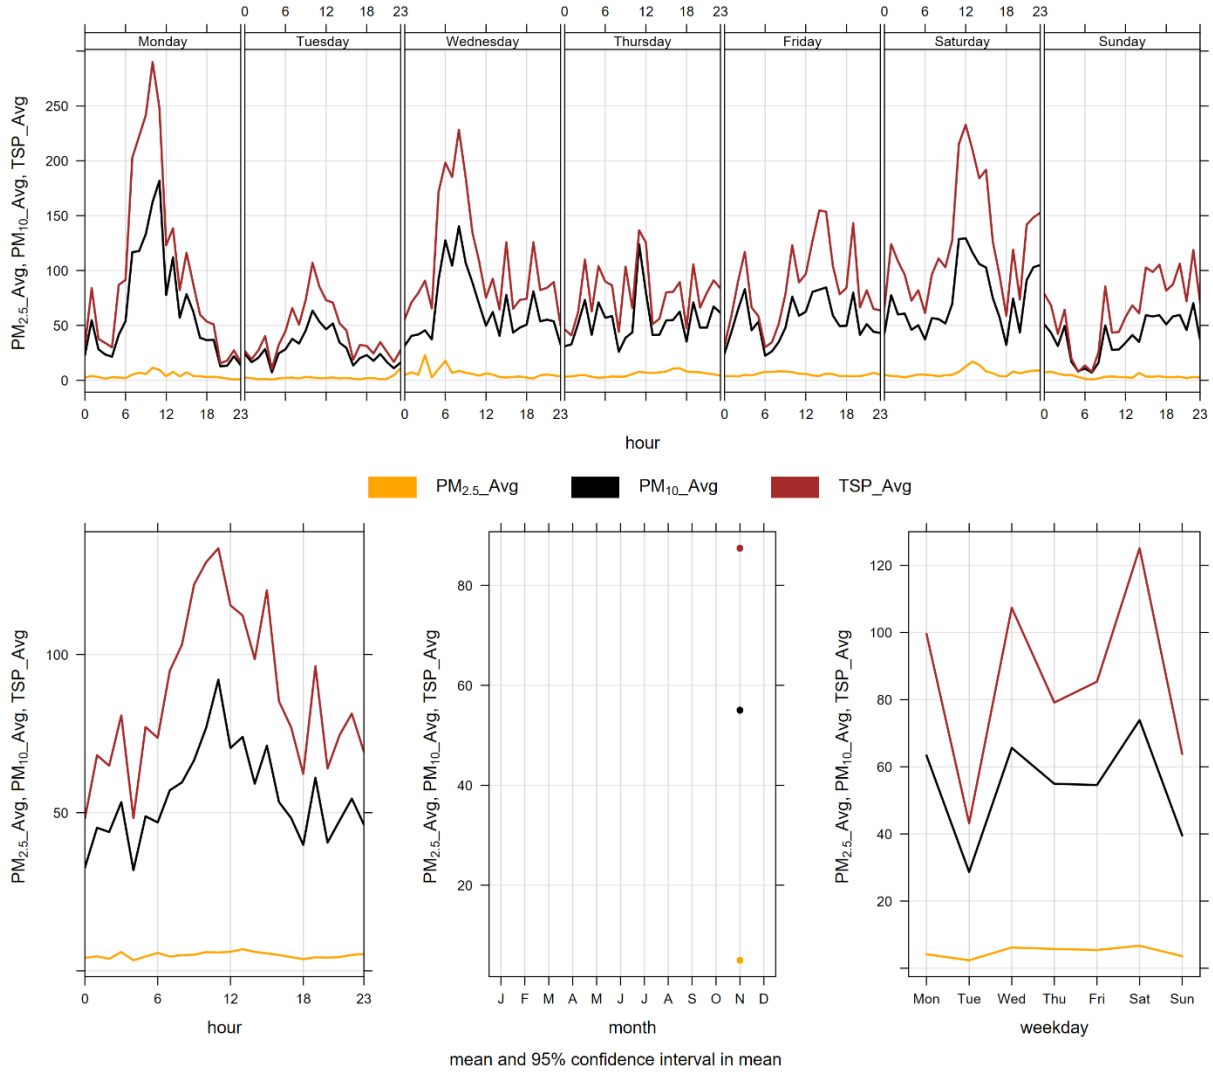 0 6 12 18 23 0 6 12 18 23 0 6 12 18 23
Monday Tuesday Wednesday Thursday Friday Saturday Sunday
PM2.5_Avg, PM10_Avg, TSP_Avg
250
200
150
100
50
0
0 6 12 18 23 0 6 12 18 23 0 6 12 18 23 0 6 12 18 23
hour
PM2.5_Avg PM10_Avg TSP_Avg
PM2.5_Avg, PM10_Avg, TSP_Avg
100
50
0 6 12 18 23
hour
PM2.5_Avg, PM10_Avg, TSP_Avg
80
60
40
20
J F M A M J J A S O N D
month
PM2.5_Avg, PM10_Avg, TSP_Avg
120
100
80
60
40
20
Mon Tue Wed Thu Fri Sat Sun
weekday
mean and 95% confidence interval in mean